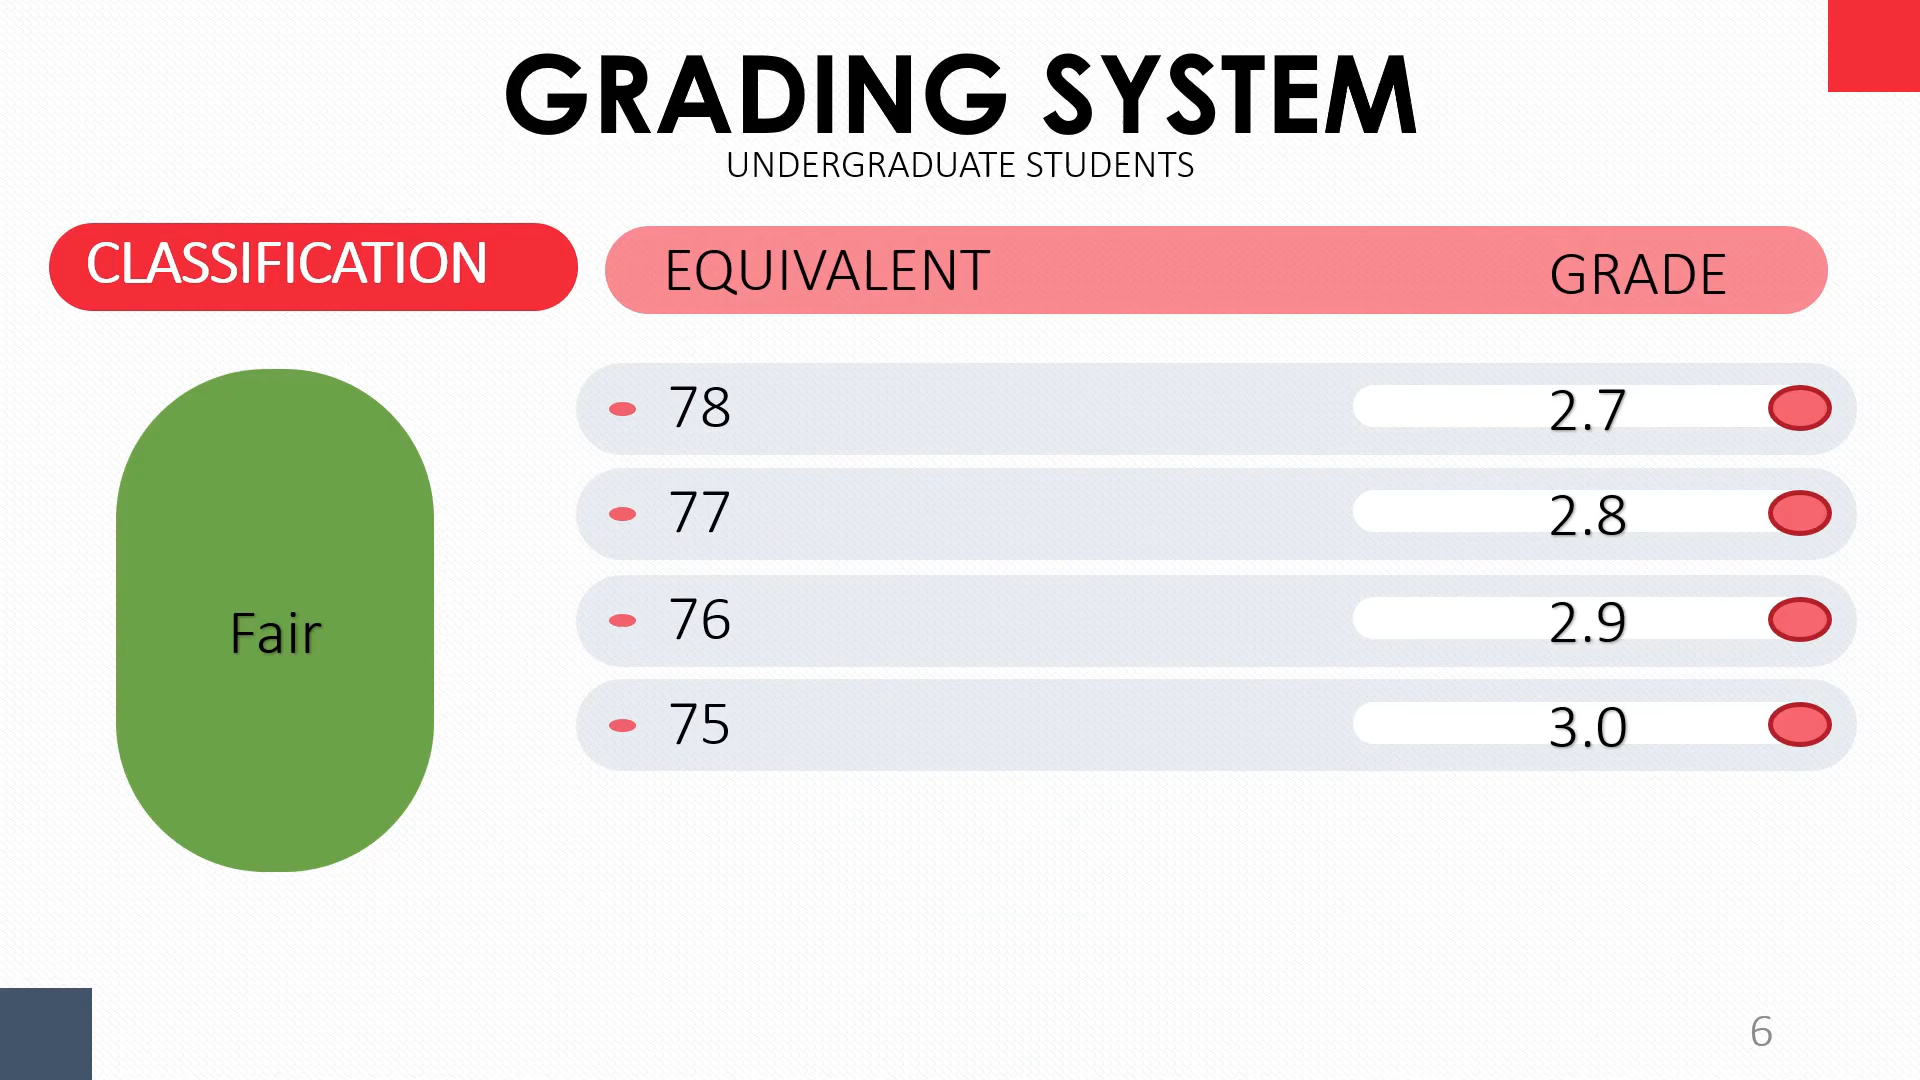 GRADING SYSTEM
UNDERGRADUATE STUDENTS
CLASSIFICATION
EQUIVALENT GRADE
Fair
78 2.7
77 2.8
76 2.9
75 3.0
6